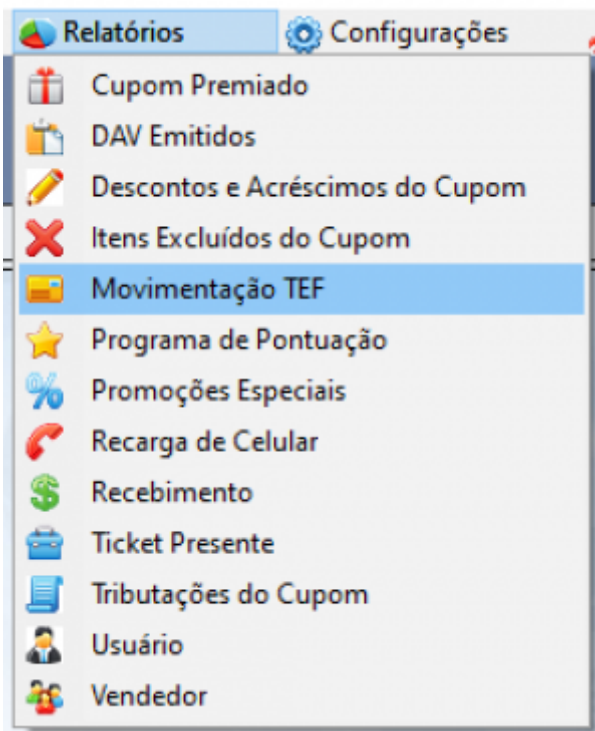 Relatórios Configurações
Cupom Premiado
DAV Emitidos
Descontos e Acréscimos do Cupom
Itens Excluídos do Cupom
Movimentação TEF
Programa de Pontuação
Promoções Especiais
Recarga de Celular
Recebimento
Ticket Presente
Tributações do Cupom
Usuário
Vendedor